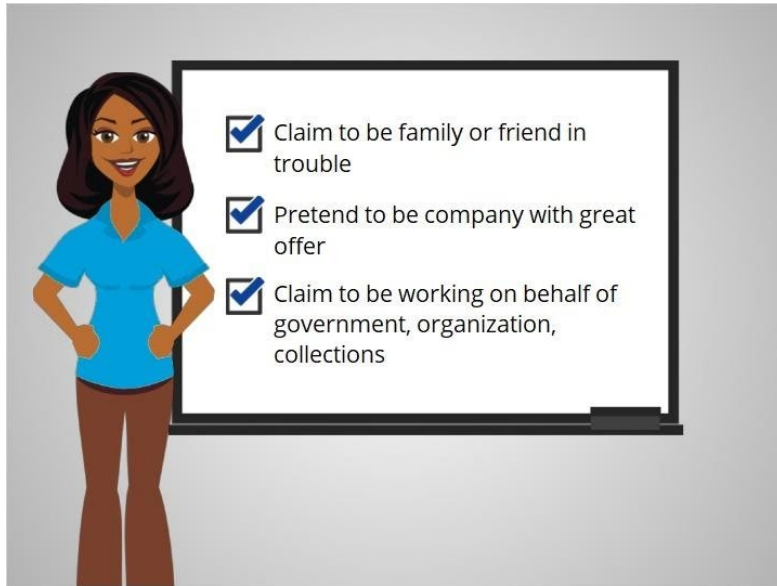 Claim to be family or friend in
trouble
Pretend to be company with great
offer
Claim to be working on behalf of
government, organization,
collections